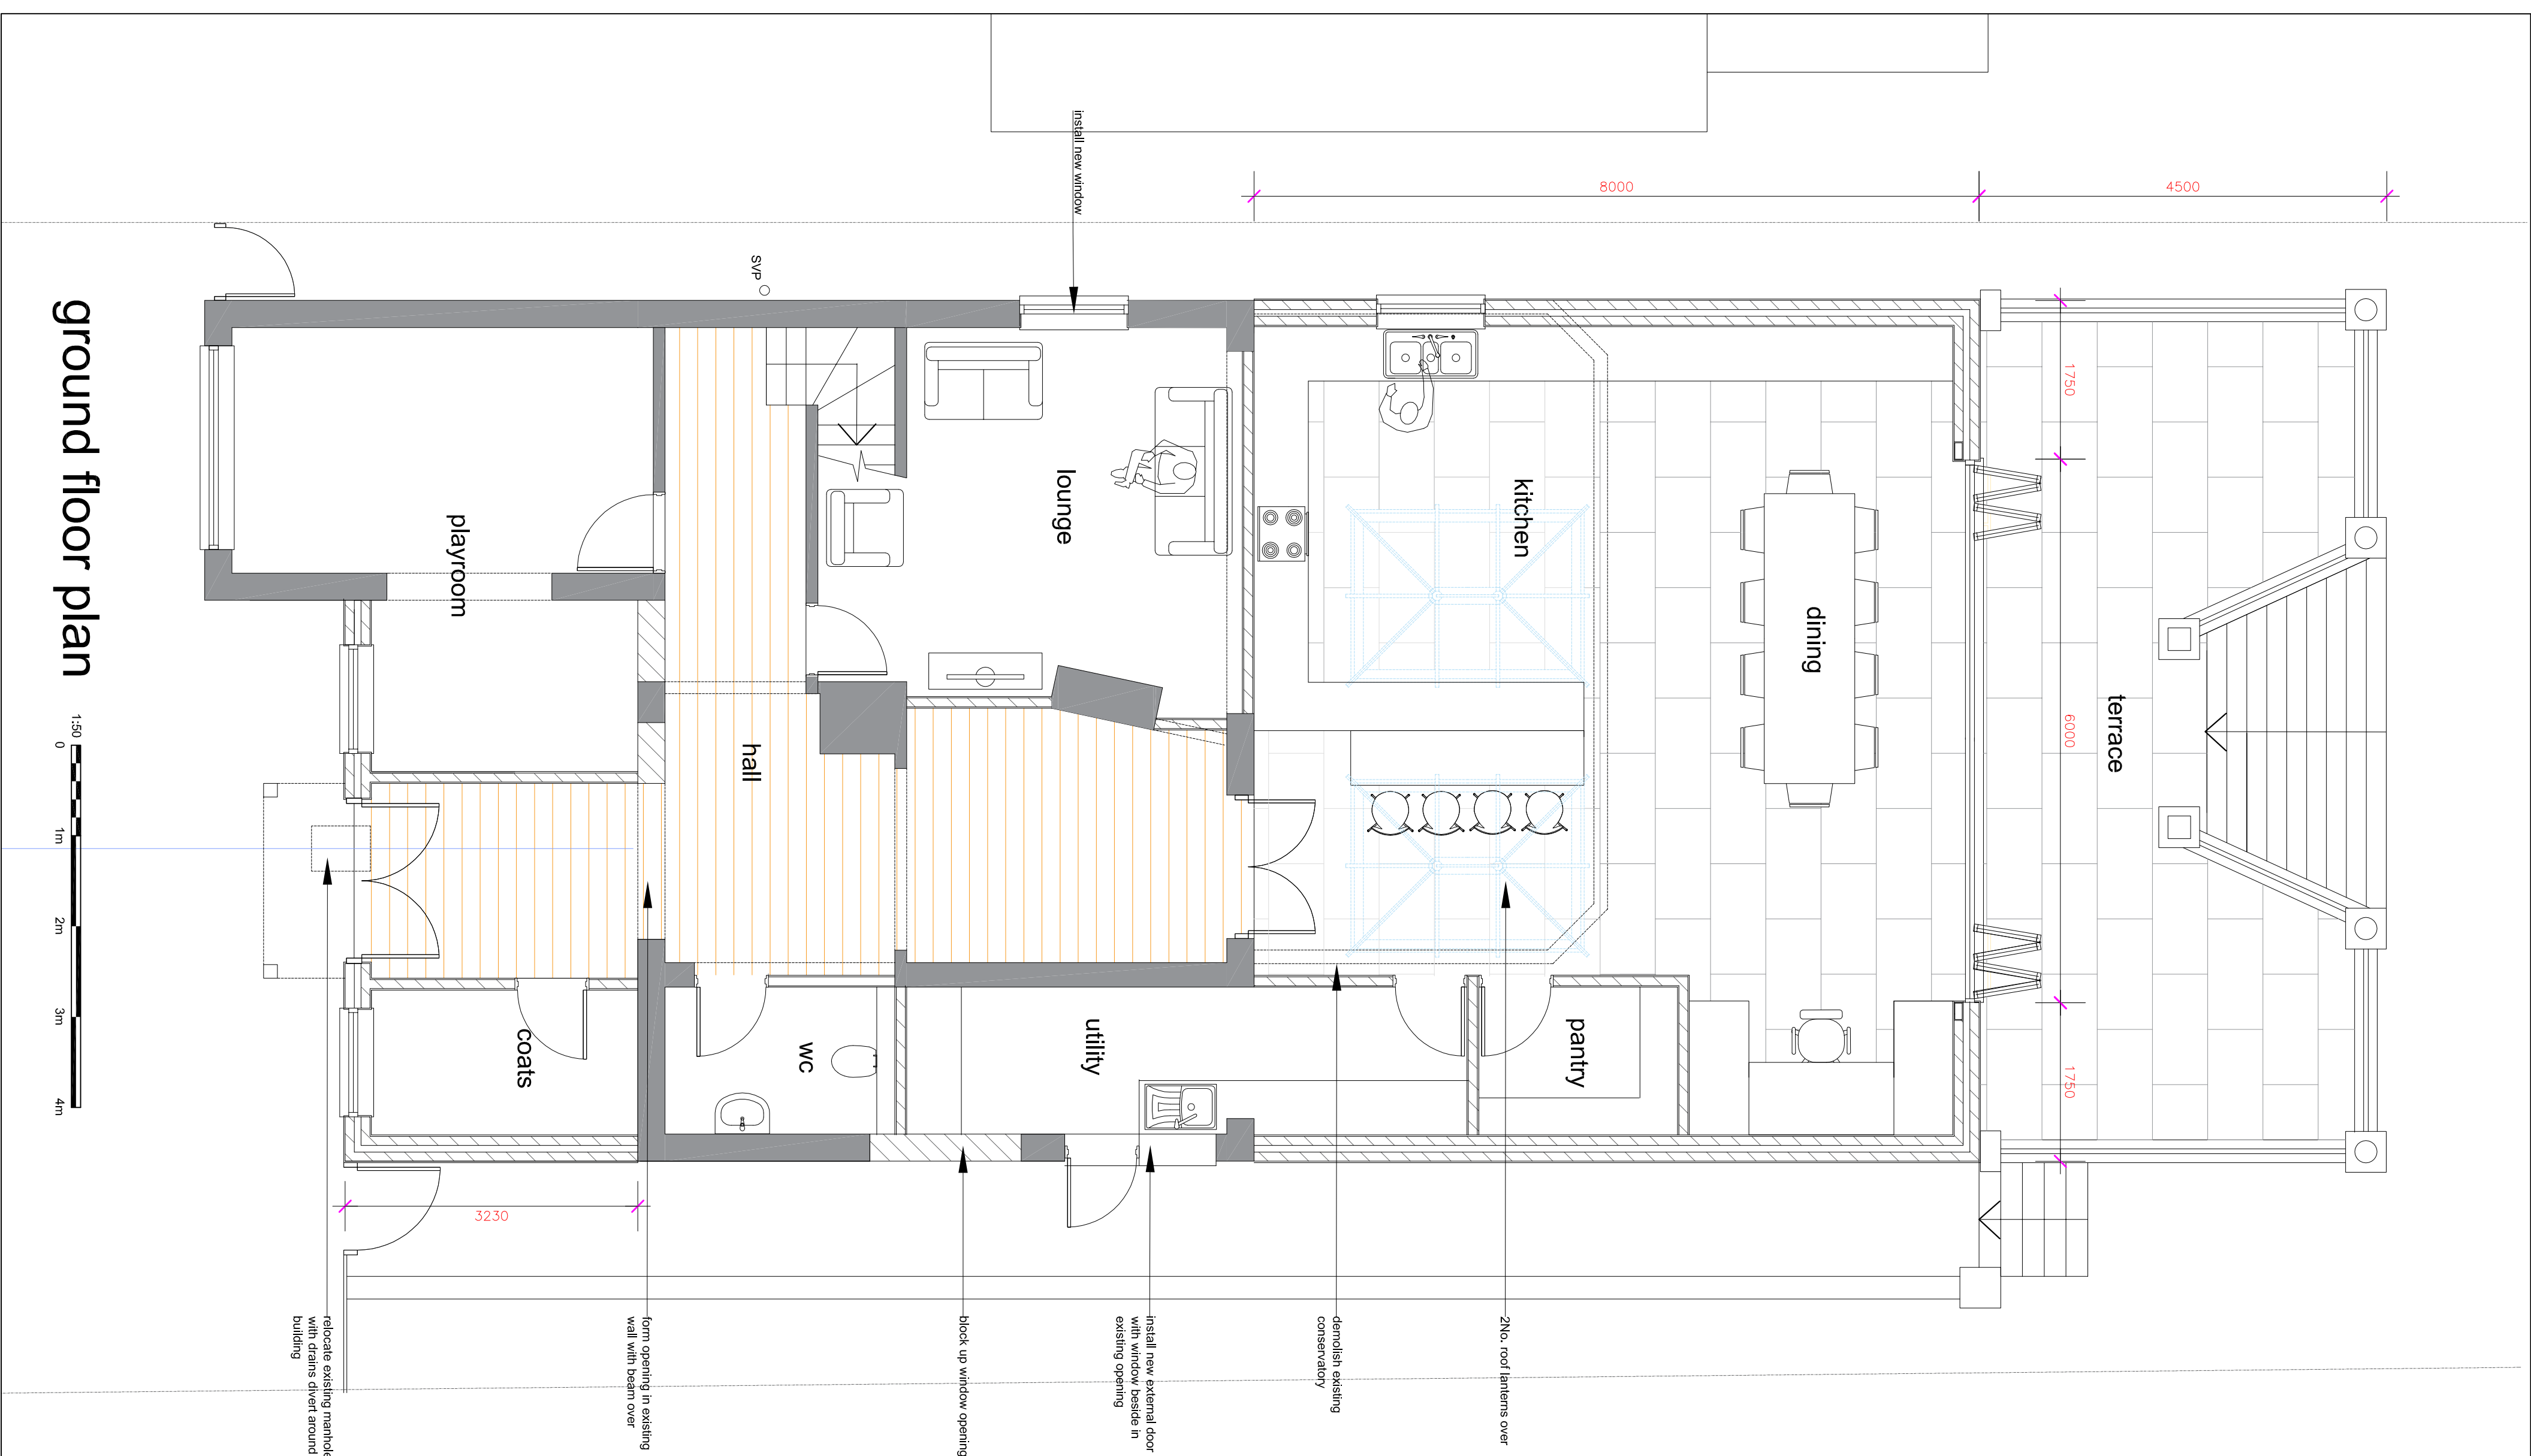 terrace
4500
8000
1750
6000
1750
dining
kitchen
pantry
2No. roof lanterns over
demolish existing
conservatory
install new external door
with window beside in
existing opening
install new window
lounge
utility
block up window opening
SVP
hall
wc
form opening in existing
wall with beam over
playroom
coats
3230
relocate existing manhole
with drains divert around
building
ground floor plan
1:50
0
1m
2m
3m
4m